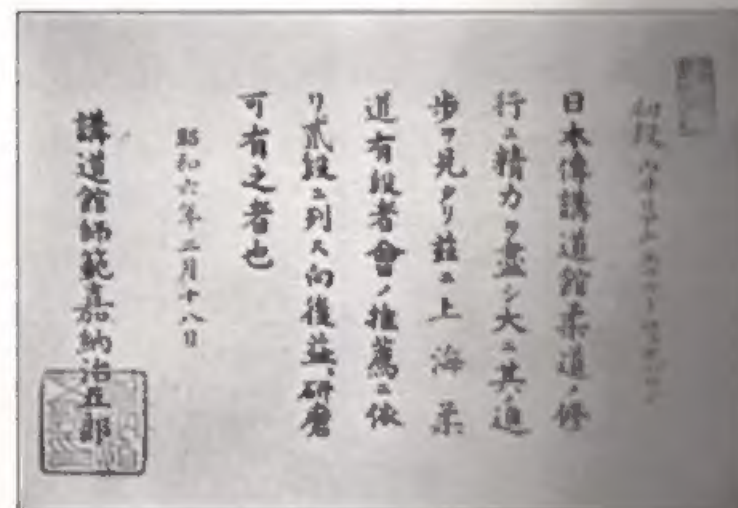 初段
日本傳講道館柔道ノ修
行ニ精力ヲ盡シ大ニ其進
歩ヲ見タリ茲ニ上海柔
道有段者會ノ推薦ニ依
リ貳段ニ列ス向後益〻研磨
可有之者也
昭和六年二月十八日
講道館師範嘉納治五郎